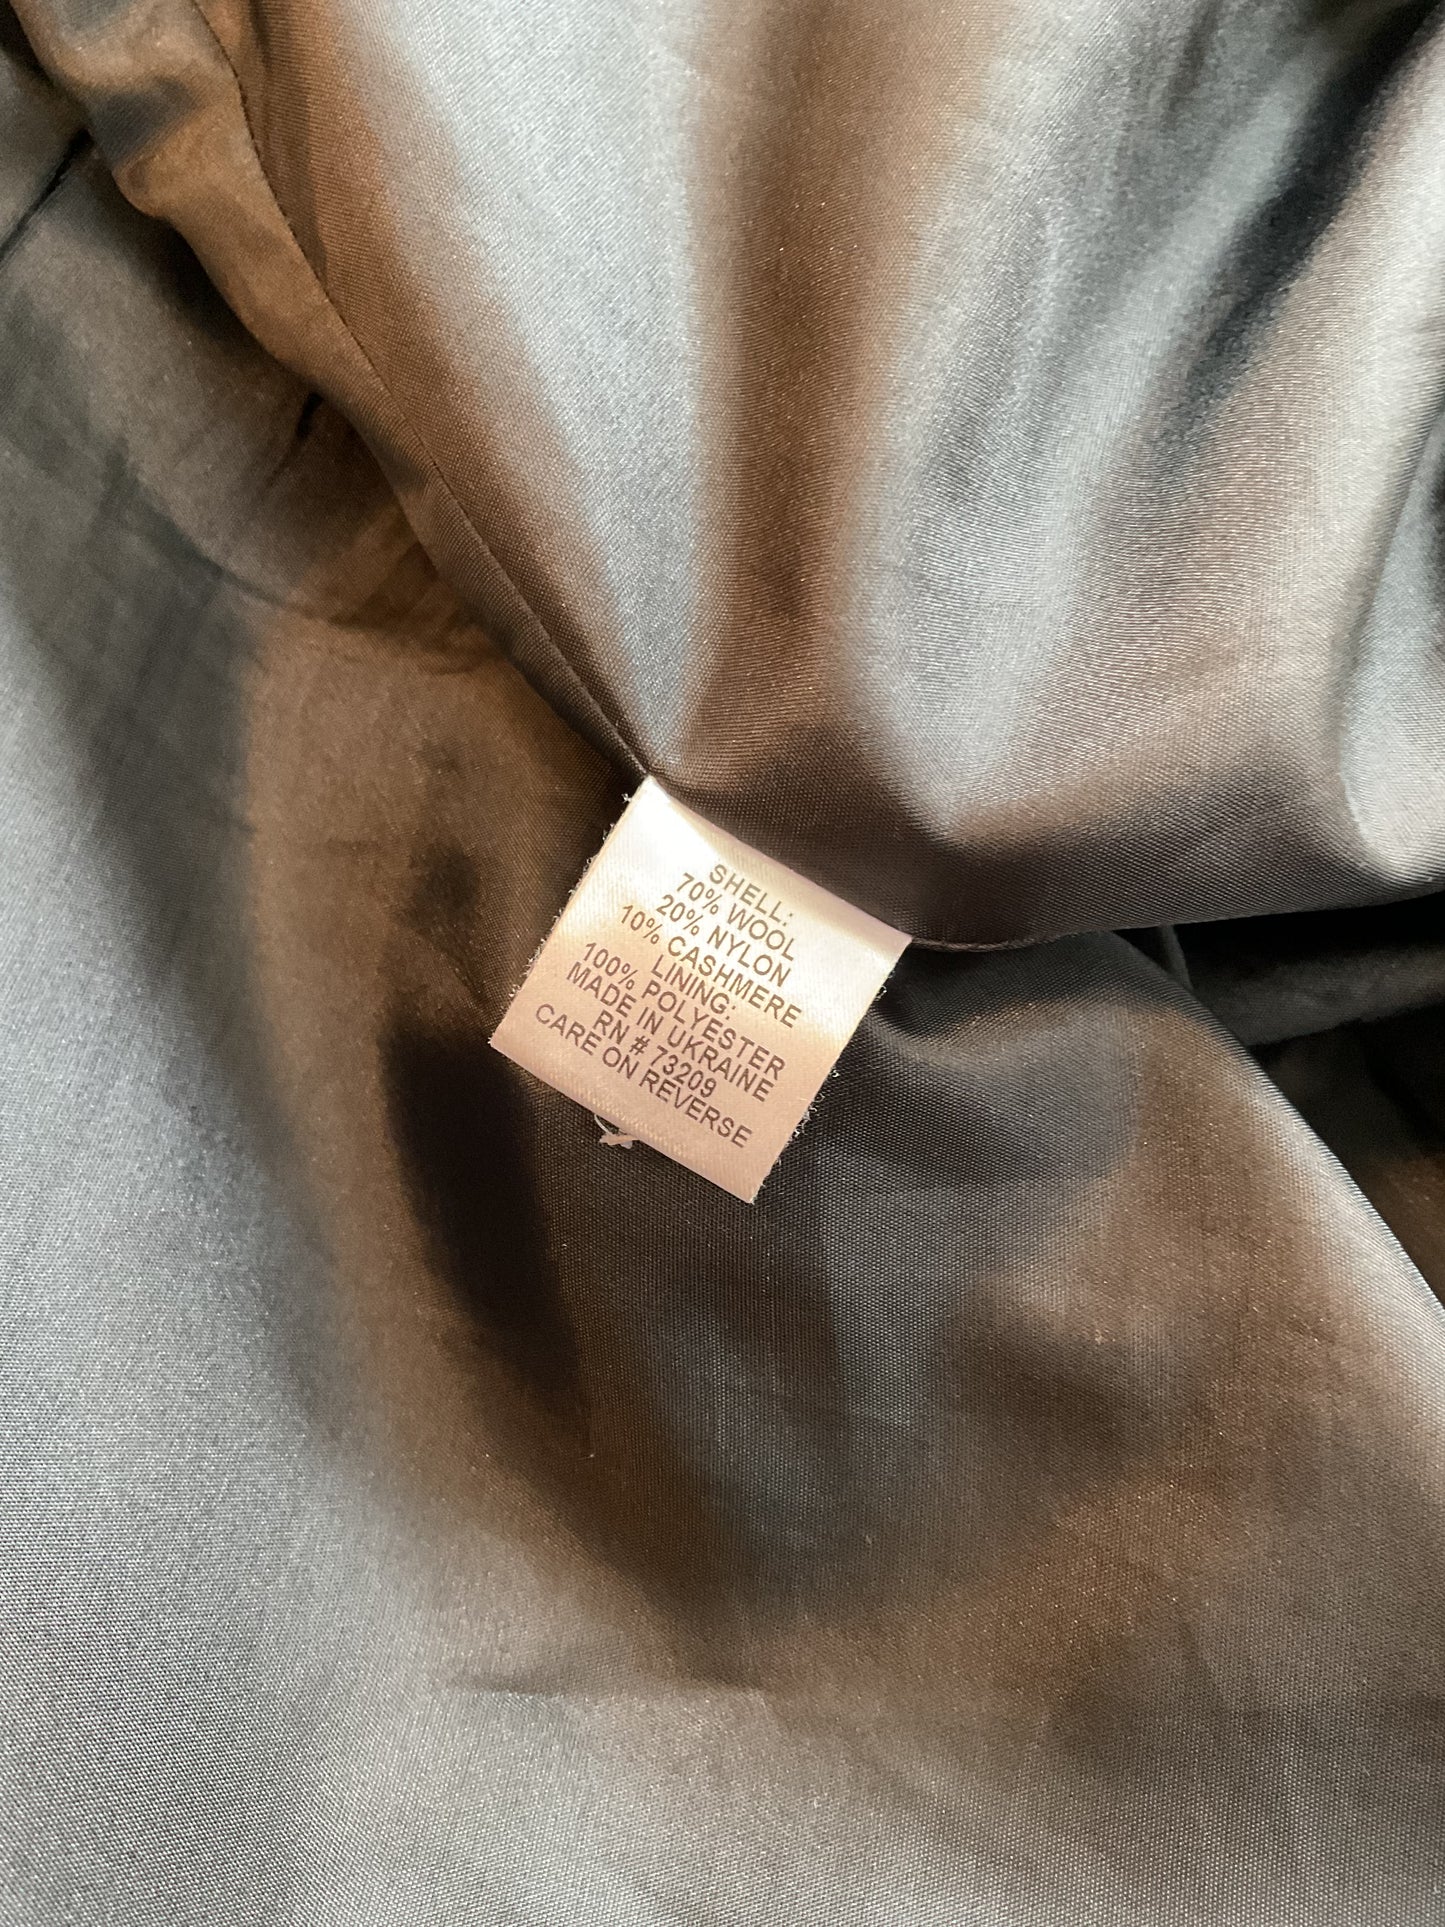 SHELL:
70% WOOL
20% NYLON
10% CASHMERE
LINING:
100% POLYESTER
MADE IN UKRAINE
RN # 73209
CARE ON REVERSE